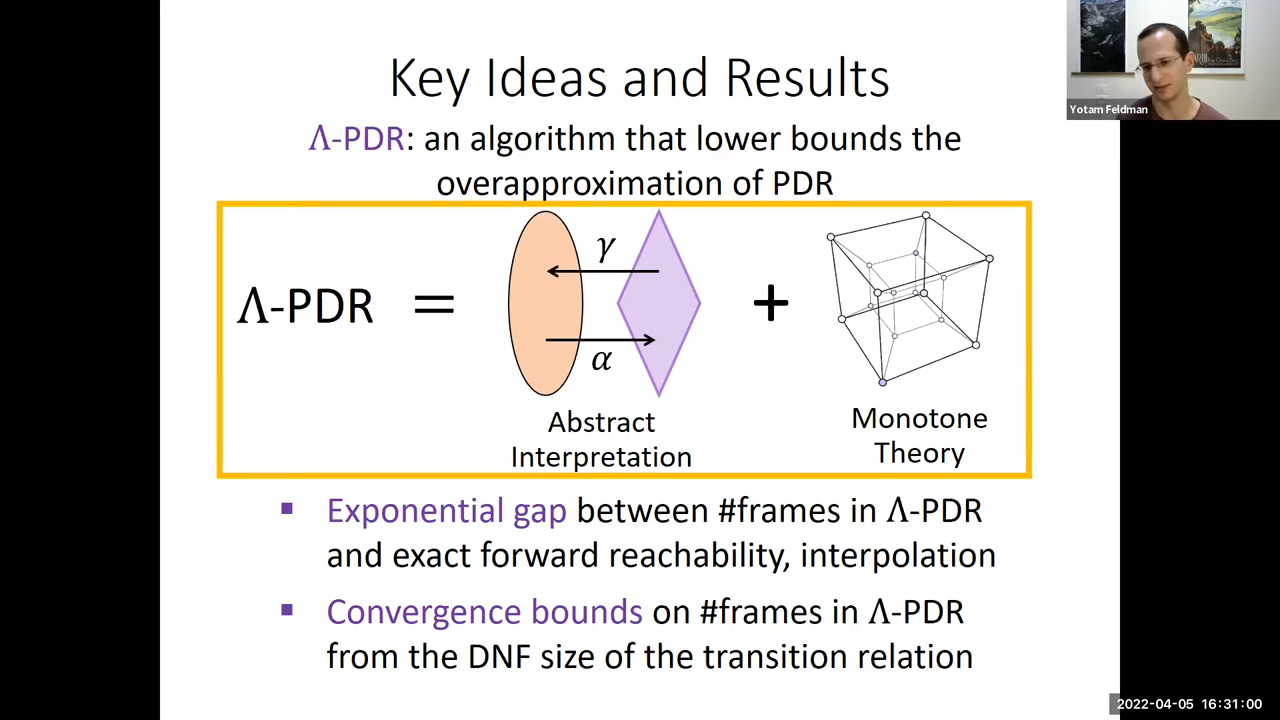 Key Ideas and Results
Λ-PDR: an algorithm that lower bounds the
overapproximation of PDR
Λ-PDR = γ α +
Abstract
Interpretation
Monotone
Theory
▪ Exponential gap between #frames in Λ-PDR
and exact forward reachability, interpolation
▪ Convergence bounds on #frames in Λ-PDR
from the DNF size of the transition relation
Yotam Feldman
2022-04-05 16:31:00